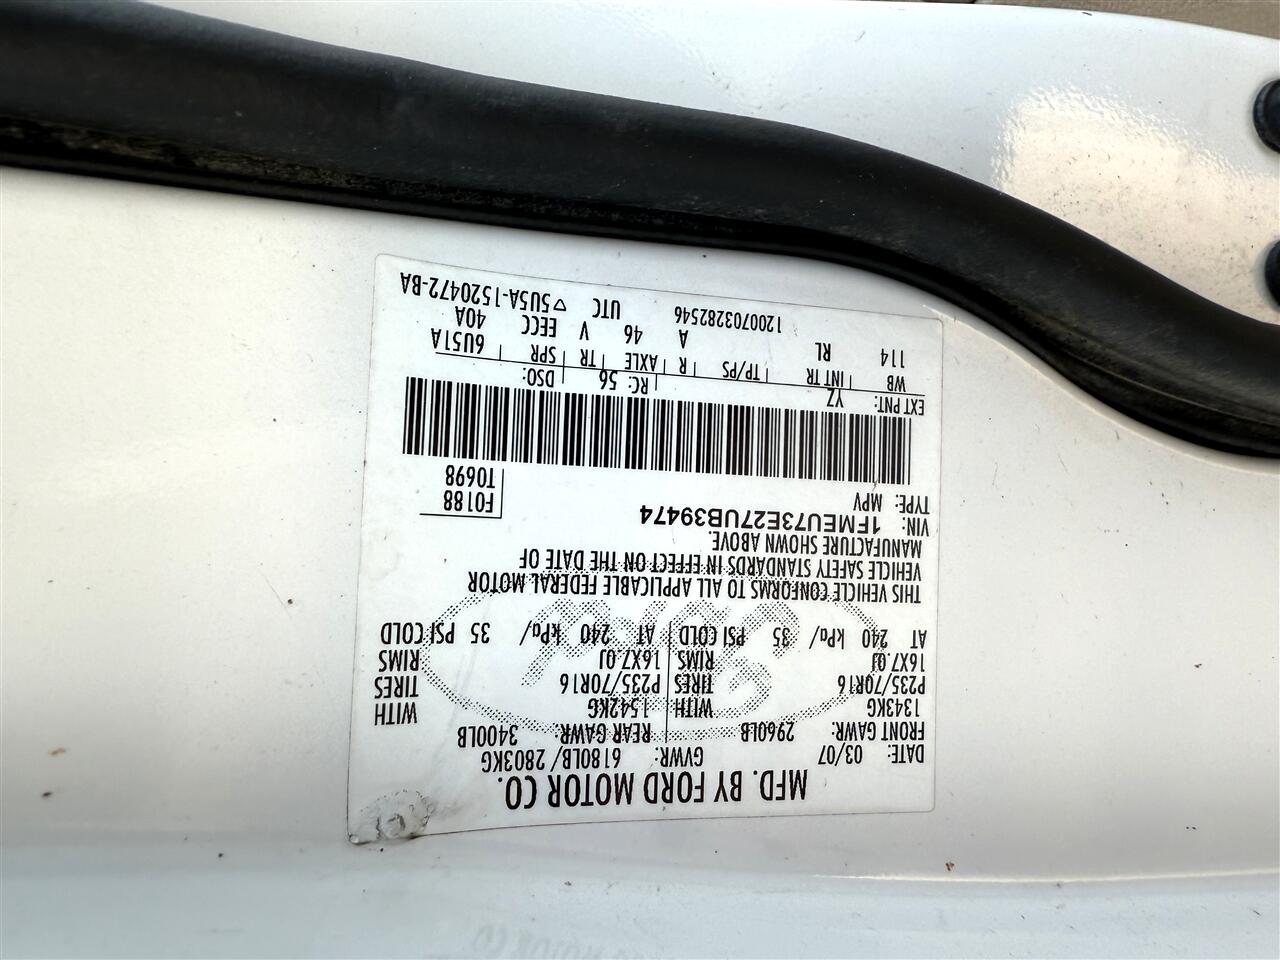 MFD. BY FORD MOTOR CO.
DATE: 03/07 GVWR: 6180LB/ 2803KG
FRONT GAWR: 2960LB REAR GAWR: 3400LB
1343KG WITH 1542KG WITH
P235/70R16 TIRES P235/70R16 TIRES
16X7.0J RIMS 16X7.0J RIMS
AT 240 kPa/ 35 PSI COLD AT 240 kPa/ 35 PSI COLD
THIS VEHICLE CONFORMS TO ALL APPLICABLE FEDERAL MOTOR
VEHICLE SAFETY STANDARDS IN EFFECT ON THE DATE OF
MANUFACTURE SHOWN ABOVE.
VIN: 1FMEU73E27UB39474 F0188
TYPE: MPV T0698
EXT PNT: YZ RC: 56 DSO:
WB INT TR TP/PS R AXLE TR SPR 6U51A
114 RL A 46 V EECC 40A
1200703282546 UTC ▽5U5A-1520472-BA